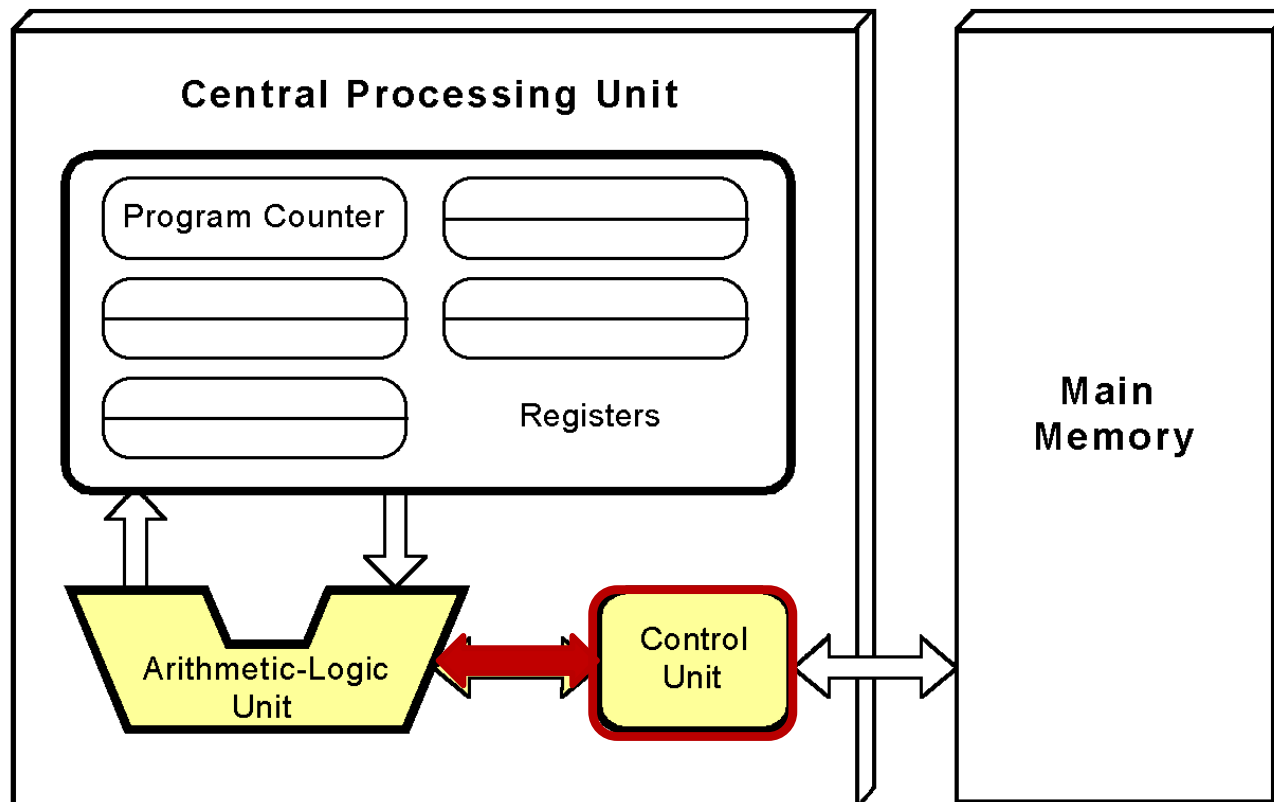 Central Processing Unit
Program Counter
Registers
Main
Memory
Arithmetic-Logic
Unit
Control
Unit